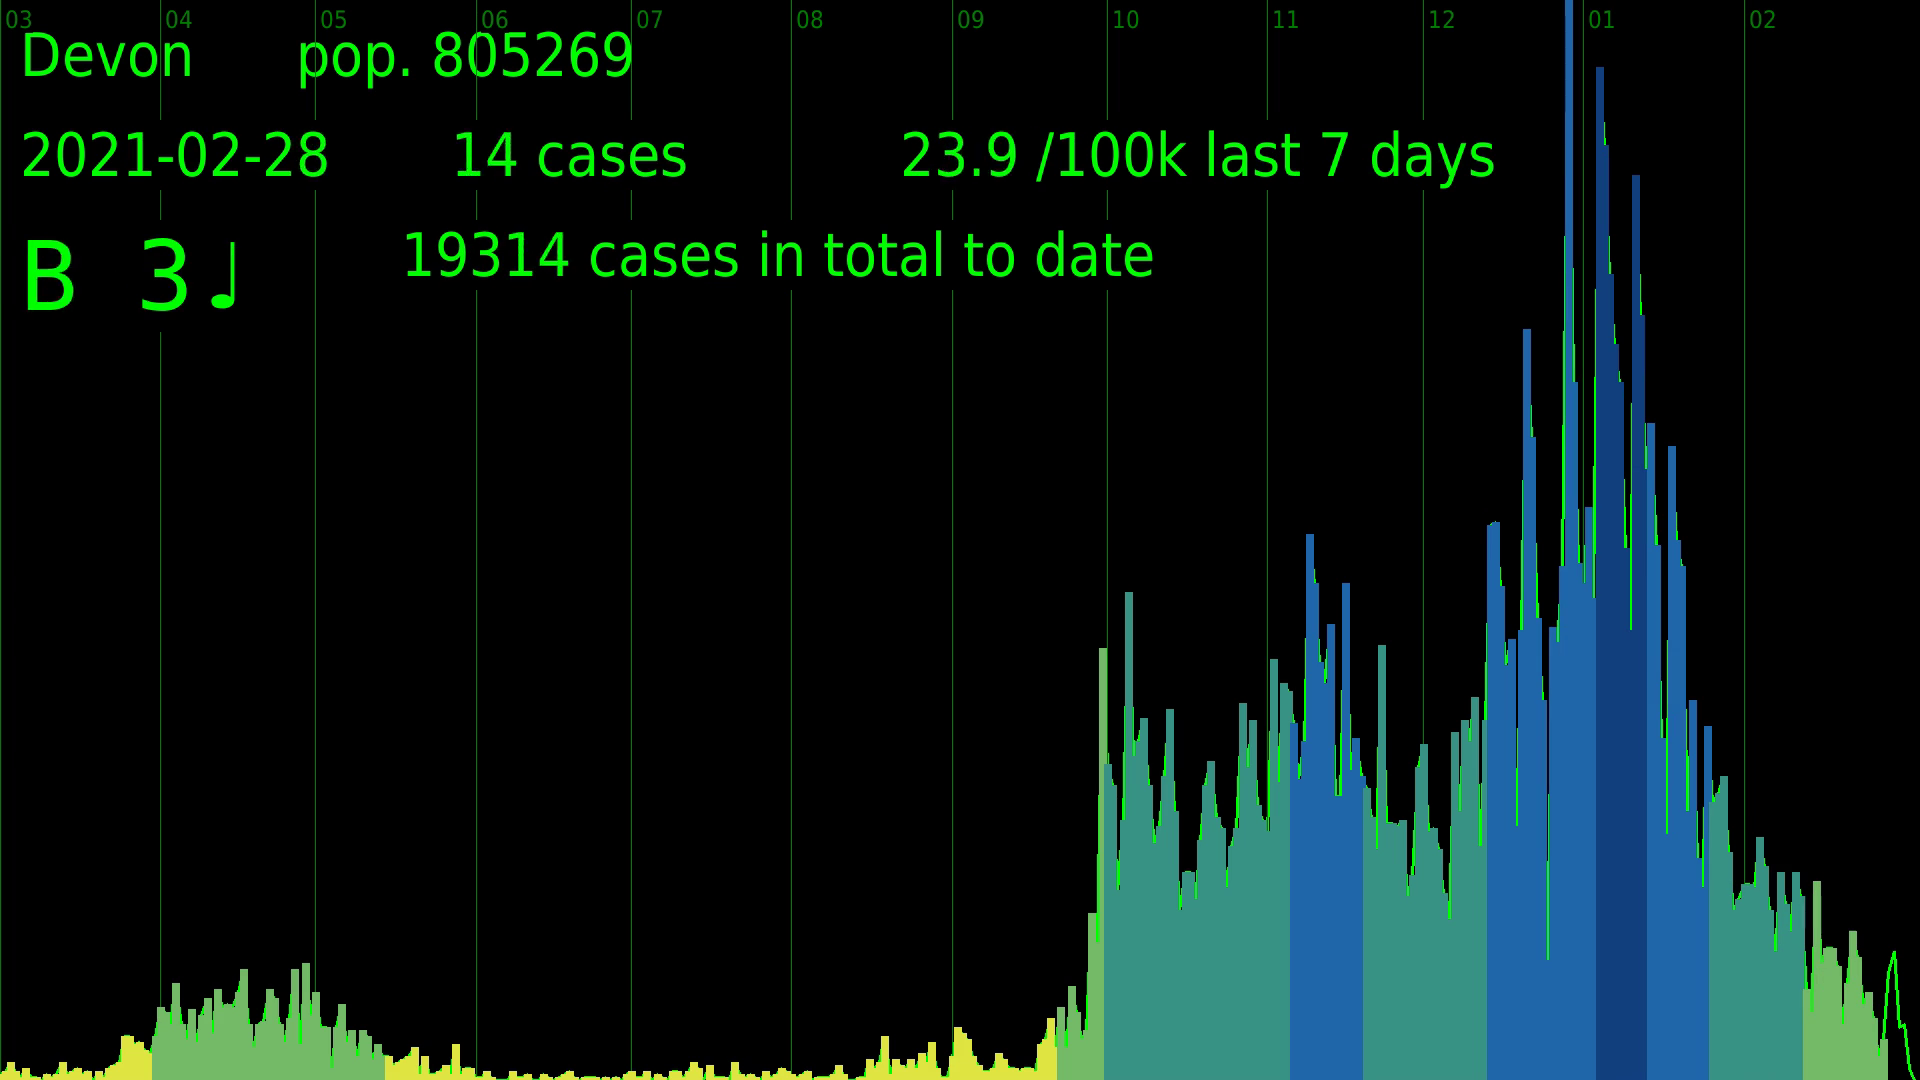 03 04 05 06 07 08 09 10 11 12 01 02
Devon pop. 805269
2021-02-28 14 cases 23.9 /100k last 7 days
B 3♩ 19314 cases in total to date